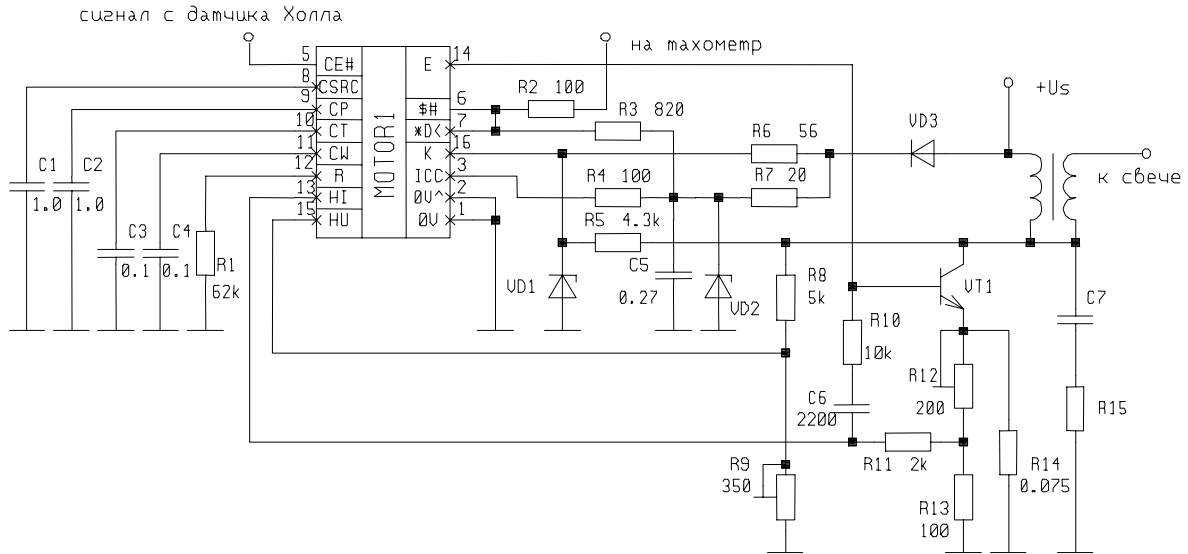 сигнал с датчика Холла
на тахометр
+Us
к свече
MOTOR1
5 CE#
8 CSRC
9 CP
10 CT
11 CW
12 R
13 HI
15 HU
E 14
$# 6
*D< 7
K 16
ICC 3
0V^ 2
0V 1
R2 100
R3 820
R6 56
VD3
R4 100
R7 20
R5 4.3k
C1
1.0
C2
1.0
C3
0.1
C4
0.1
R1
62k
VD1
C5
0.27
VD2
R8
5k
VT1
C7
R10
10k
R12
200
C6
2200
R15
R11 2k
R9
350
R14
0.075
R13
100